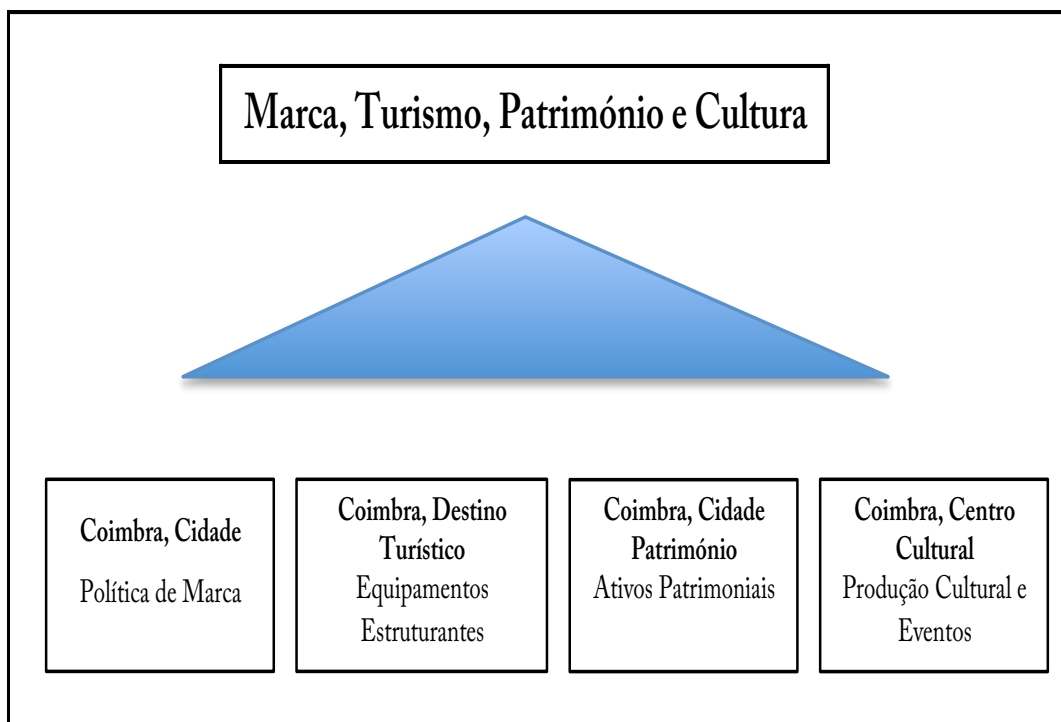 Marca, Turismo, Património e Cultura
Coimbra, Cidade
Política de Marca
Coimbra, Destino
Turístico
Equipamentos
Estruturantes
Coimbra, Cidade
Património
Ativos Patrimoniais
Coimbra, Centro
Cultural
Produção Cultural e
Eventos